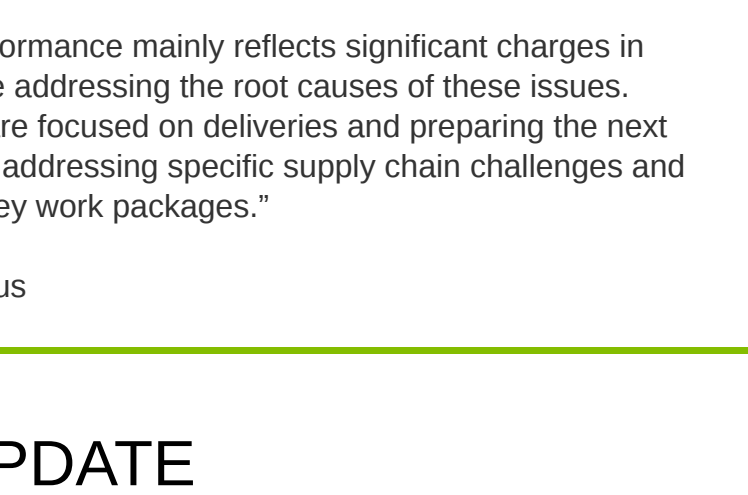 ormance mainly reflects significant charges in
addressing the root causes of these issues.
re focused on deliveries and preparing the next
addressing specific supply chain challenges and
ey work packages.”
us
PDATE